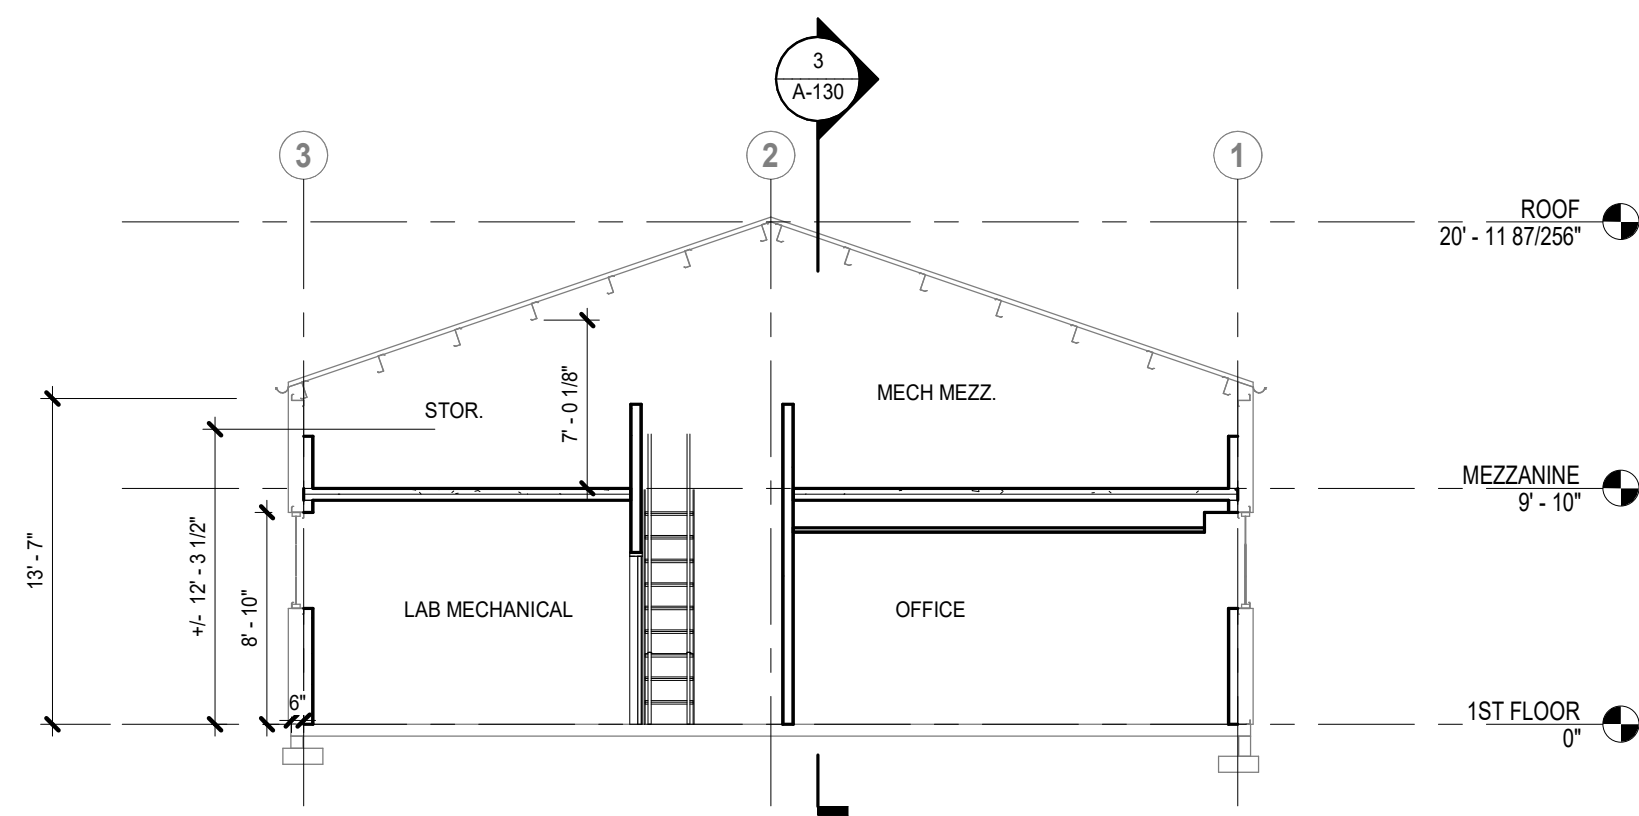 3
A-130
3
2
1
ROOF
20' - 11 87/256"
STOR.
7' - 0 1/8"
MECH MEZZ.
MEZZANINE
9' - 10"
13' - 7"
+/- 12' - 3 1/2"
8' - 10"
LAB MECHANICAL
OFFICE
6"
1ST FLOOR
0"